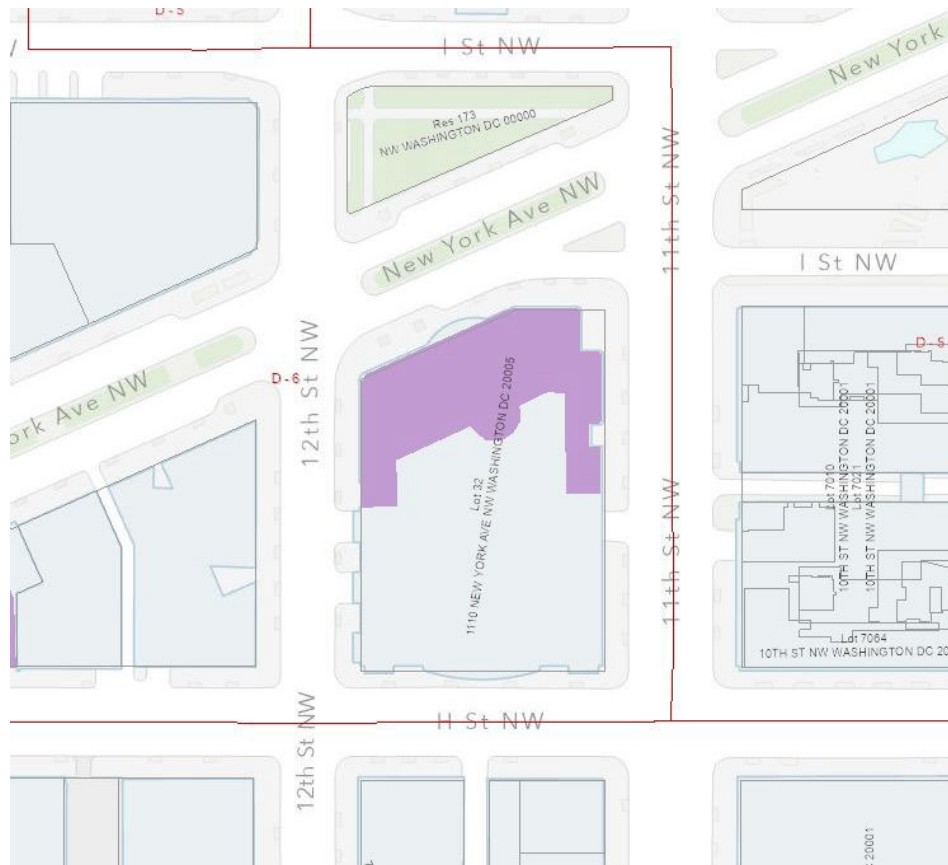 D-5
I St NW
New York
Res 173
NW WASHINGTON DC 00000
11th St NW
New York Ave NW
I St NW
12th St NW
D-6
D-5
ork Ave NW
Lot 32
1110 NEW YORK AVE NW WASHINGTON DC 20005
Lot 7010
10TH ST NW WASHINGTON DC 20001
Lot 7021
10TH ST NW WASHINGTON DC 20001
11th St NW
Lot 7064
10TH ST NW WASHINGTON DC 20
H St NW
12th St NW
20001